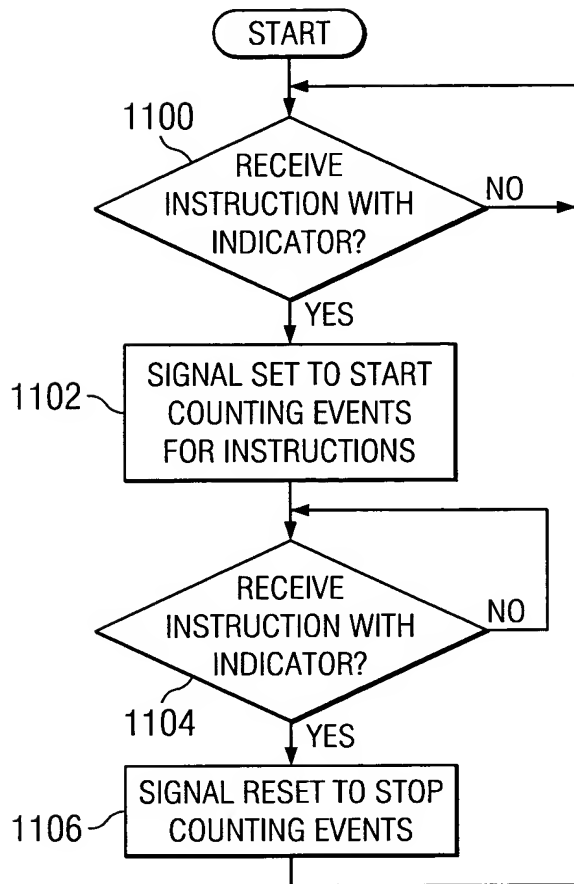 START
1100
RECEIVE
INSTRUCTION WITH
INDICATOR?
NO
YES
1102
SIGNAL SET TO START
COUNTING EVENTS
FOR INSTRUCTIONS
RECEIVE
INSTRUCTION WITH
INDICATOR?
NO
1104
YES
1106
SIGNAL RESET TO STOP
COUNTING EVENTS